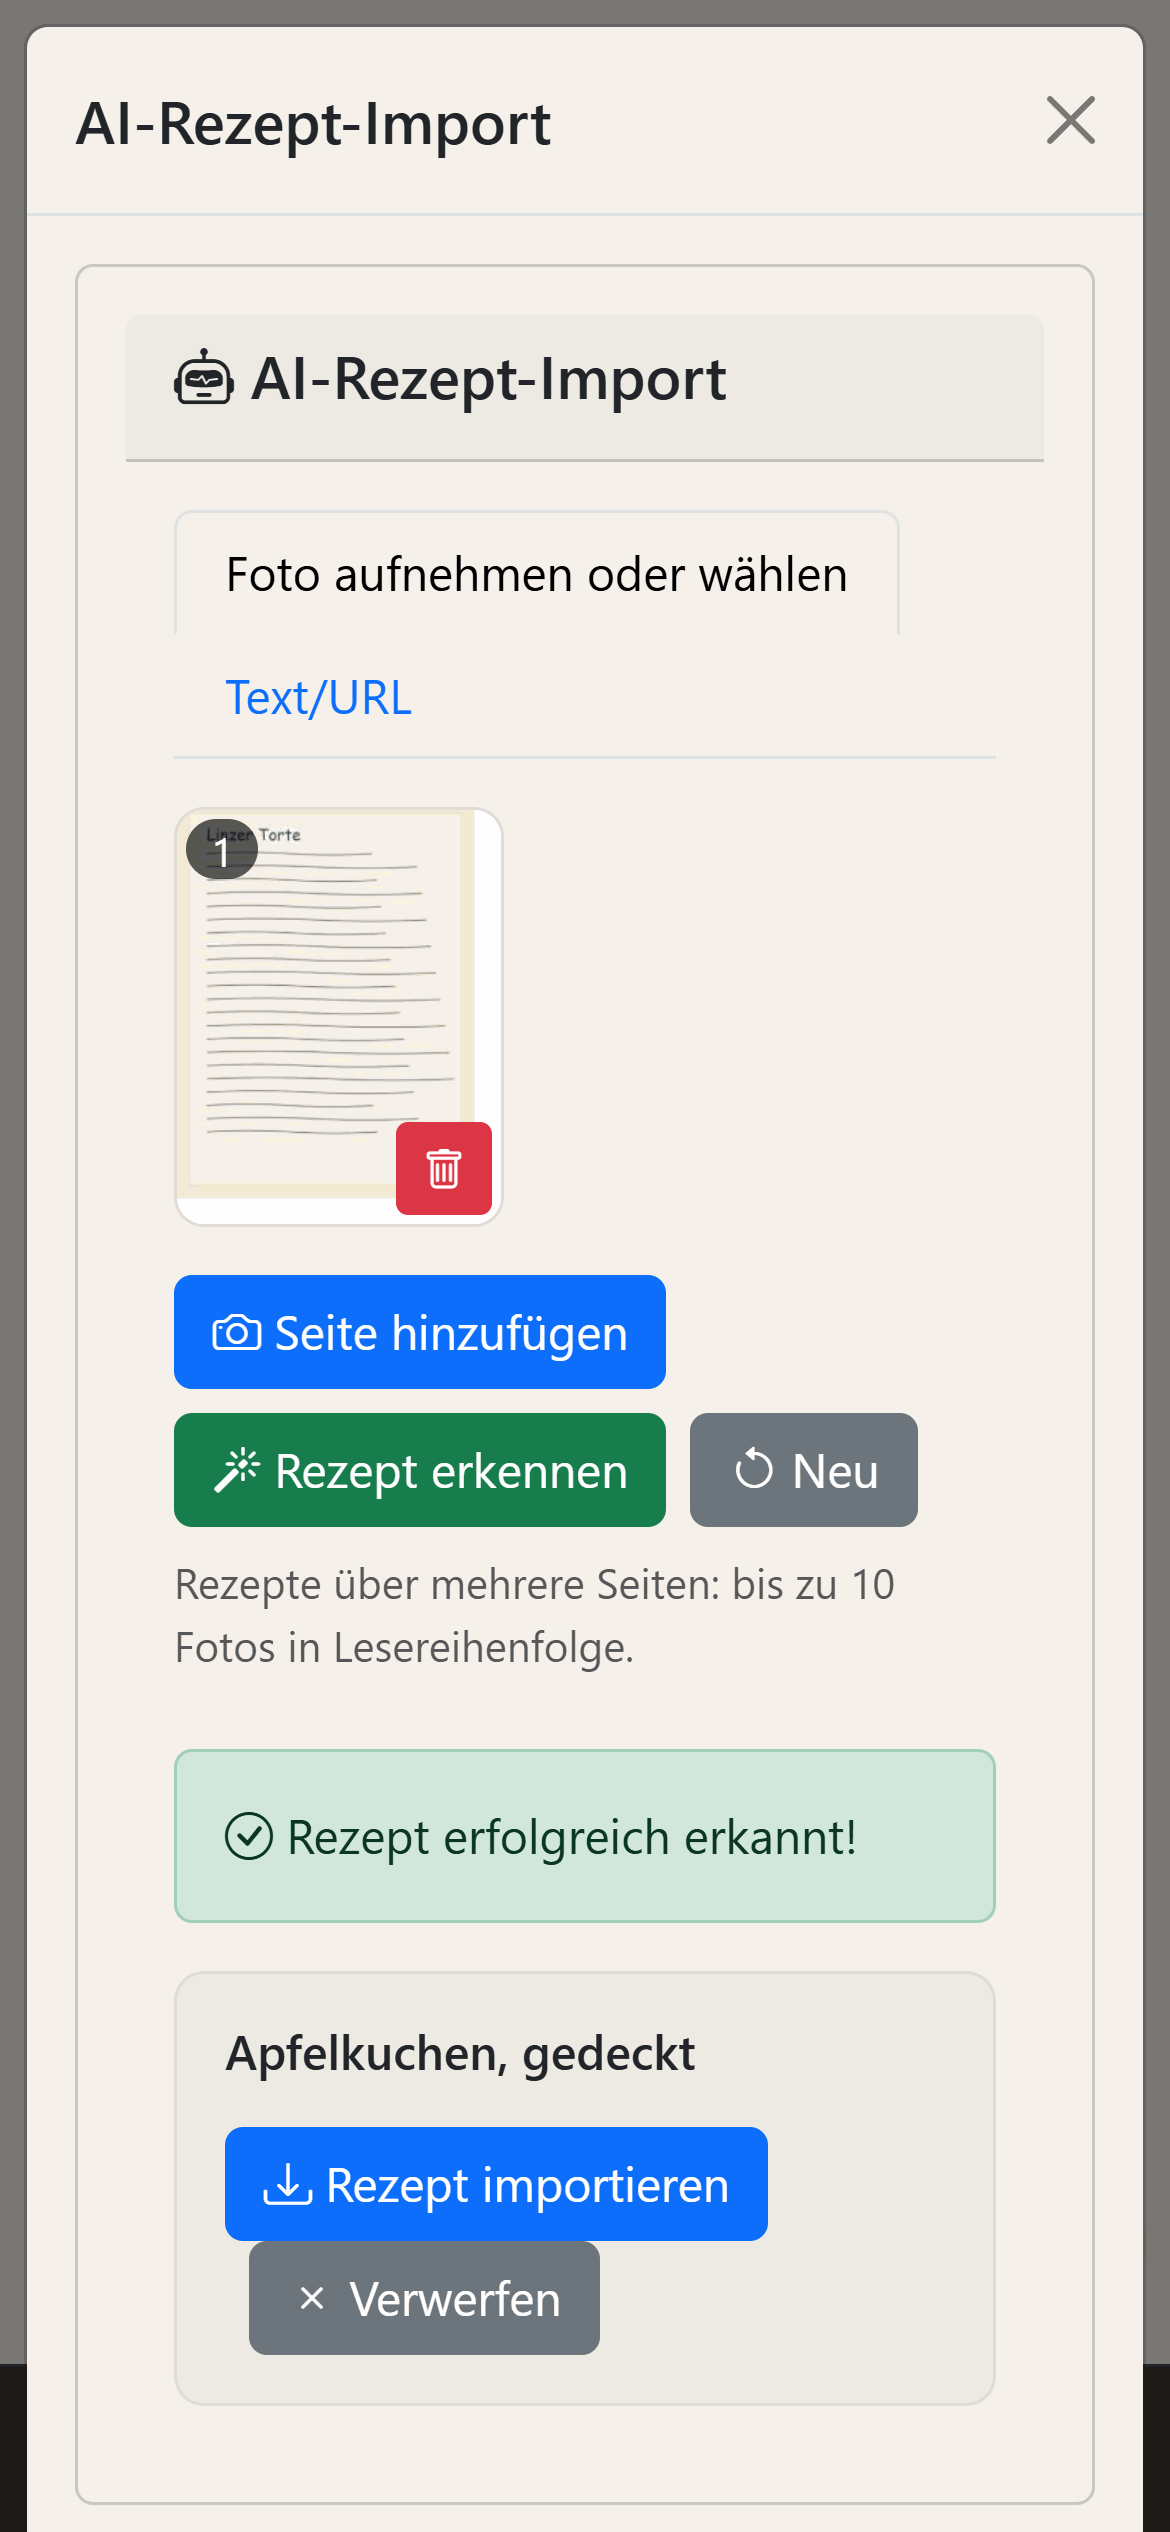 AI-Rezept-Import
AI-Rezept-Import
Foto aufnehmen oder wählen
Text/URL
Linzer Torte
1
Seite hinzufügen
Rezept erkennen
Neu
Rezepte über mehrere Seiten: bis zu 10
Fotos in Lesereihenfolge.
Rezept erfolgreich erkannt!
Apfelkuchen, gedeckt
Rezept importieren
Verwerfen